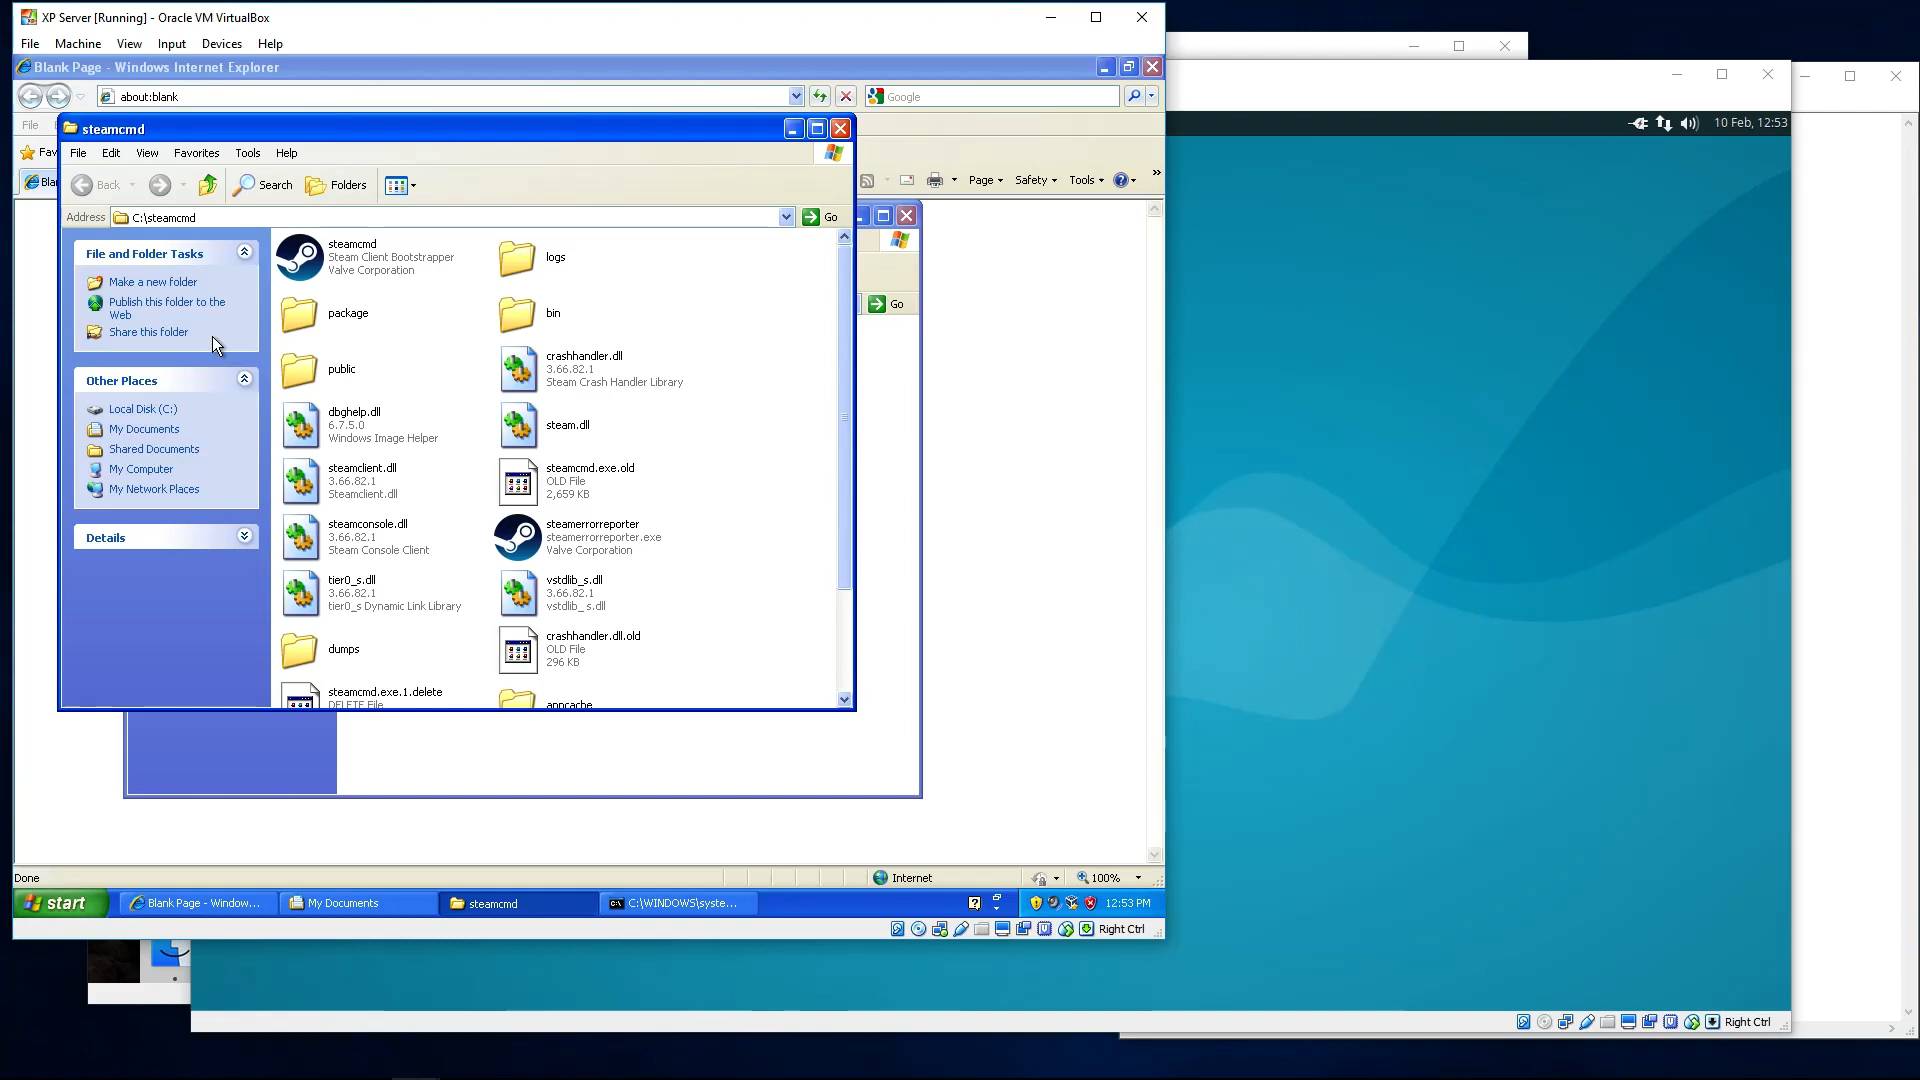 XP Server [Running] - Oracle VM VirtualBox
File Machine View Input Devices Help
Blank Page - Windows Internet Explorer
about:blank
Google
File
Fav
Bla
Page Safety Tools
steamcmd
File Edit View Favorites Tools Help
Back Search Folders
Address C:\steamcmd Go
Go
File and Folder Tasks
Make a new folder
Publish this folder to the
Web
Share this folder
Other Places
Local Disk (C:)
My Documents
Shared Documents
My Computer
My Network Places
Details
steamcmd
Steam Client Bootstrapper
Valve Corporation
logs
package
bin
public
crashhandler.dll
3.66.82.1
Steam Crash Handler Library
dbghelp.dll
6.7.5.0
Windows Image Helper
steam.dll
steamclient.dll
3.66.82.1
Steamclient.dll
steamcmd.exe.old
OLD File
2,659 KB
steamconsole.dll
3.66.82.1
Steam Console Client
steamerrorreporter
steamerrorreporter.exe
Valve Corporation
tier0_s.dll
3.66.82.1
tier0_s Dynamic Link Library
vstdlib_s.dll
3.66.82.1
vstdlib_s.dll
dumps
crashhandler.dll.old
OLD File
296 KB
steamcmd.exe.1.delete
DELETE File
appcache
Done
Internet
100%
start
Blank Page - Window...
My Documents
steamcmd
C:\WINDOWS\syste...
12:53 PM
Right Ctrl
10 Feb, 12:53
Right Ctrl